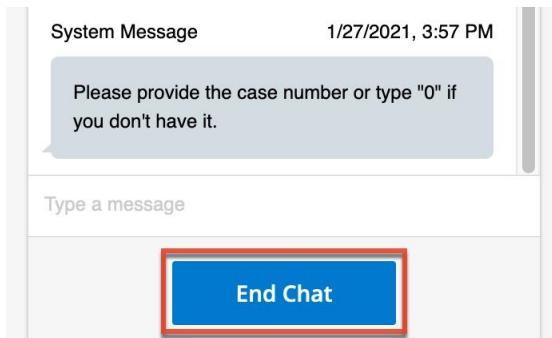 System Message 1/27/2021, 3:57 PM
Please provide the case number or type "0" if
you don't have it.
Type a message
End Chat